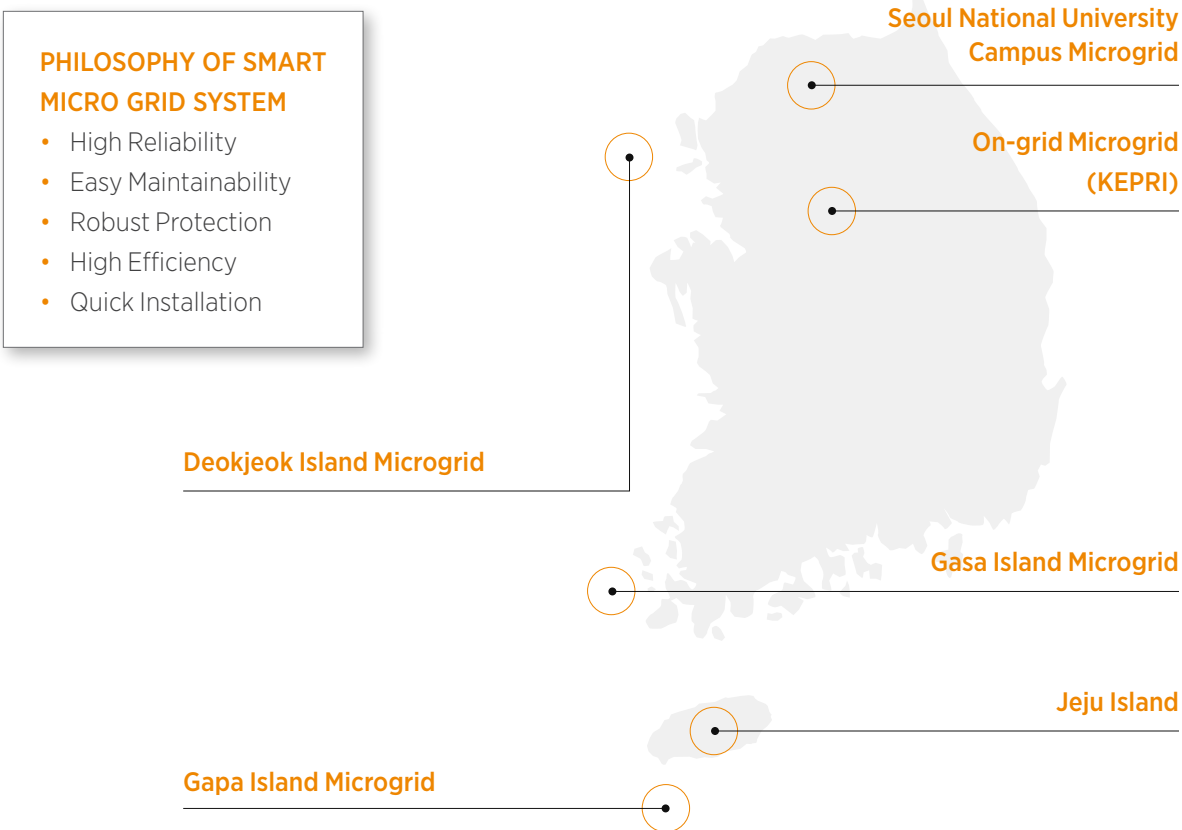 PHILOSOPHY OF SMART
MICRO GRID SYSTEM
• High Reliability
• Easy Maintainability
• Robust Protection
• High Efficiency
• Quick Installation
Seoul National University
Campus Microgrid
On-grid Microgrid
(KEPRI)
Deokjeok Island Microgrid
Gasa Island Microgrid
Jeju Island
Gapa Island Microgrid